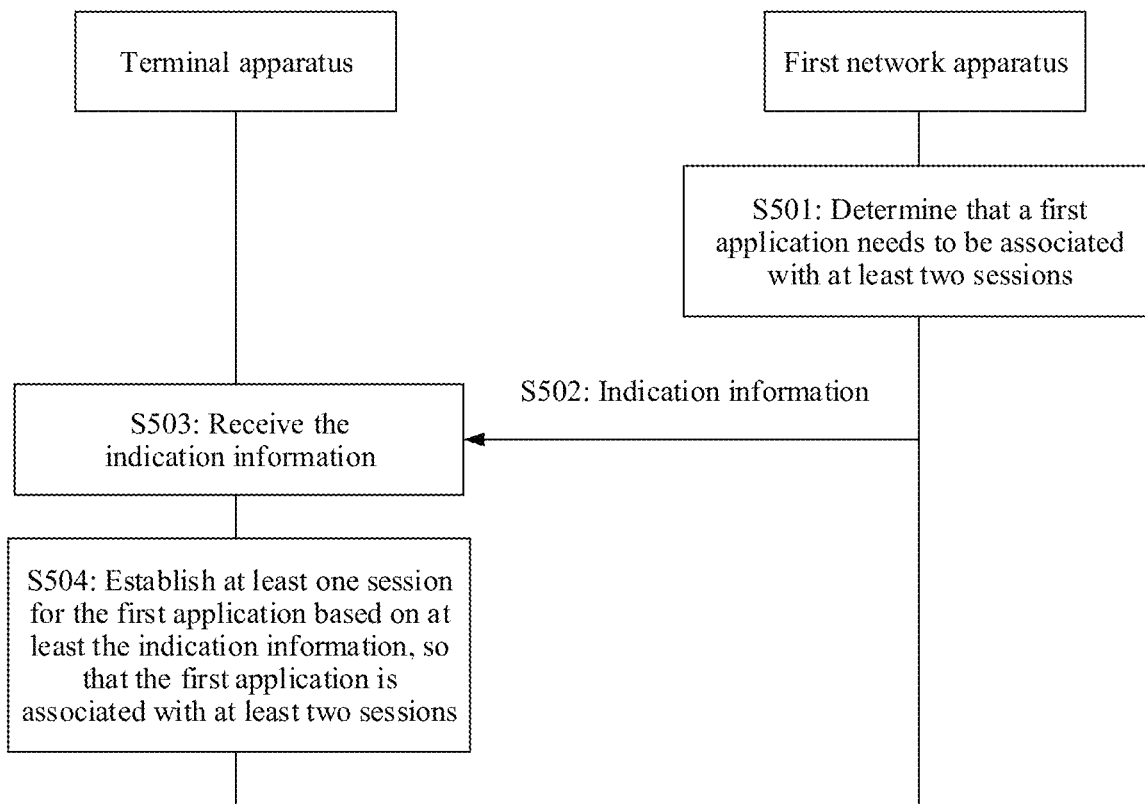 Terminal apparatus
First network apparatus
S501: Determine that a first
application needs to be associated
with at least two sessions
S502: Indication information
S503: Receive the
indication information
S504: Establish at least one session
for the first application based on at
least the indication information, so
that the first application is
associated with at least two sessions